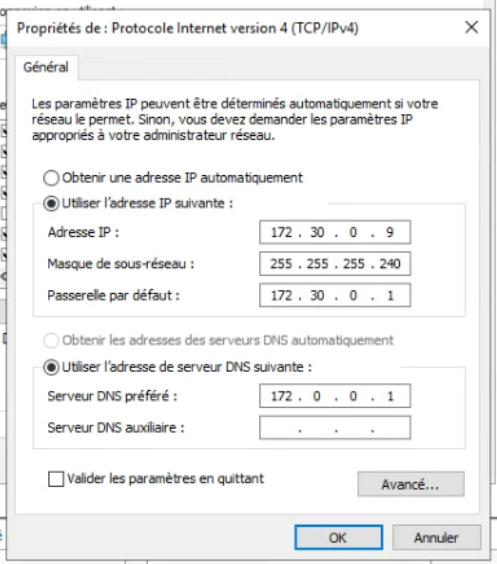 Propriétés de : Protocole Internet version 4 (TCP/IPv4)
Général
Les paramètres IP peuvent être déterminés automatiquement si votre
réseau le permet. Sinon, vous devez demander les paramètres IP
appropriés à votre administrateur réseau.
Obtenir une adresse IP automatiquement
Utiliser l'adresse IP suivante :
Adresse IP : 172 . 30 . 0 . 9
Masque de sous-réseau : 255 . 255 . 255 . 240
Passerelle par défaut : 172 . 30 . 0 . 1
Obtenir les adresses des serveurs DNS automatiquement
Utiliser l'adresse de serveur DNS suivante :
Serveur DNS préféré : 172 . 0 . 0 . 1
Serveur DNS auxiliaire : . . .
Valider les paramètres en quittant
Avancé...
OK Annuler